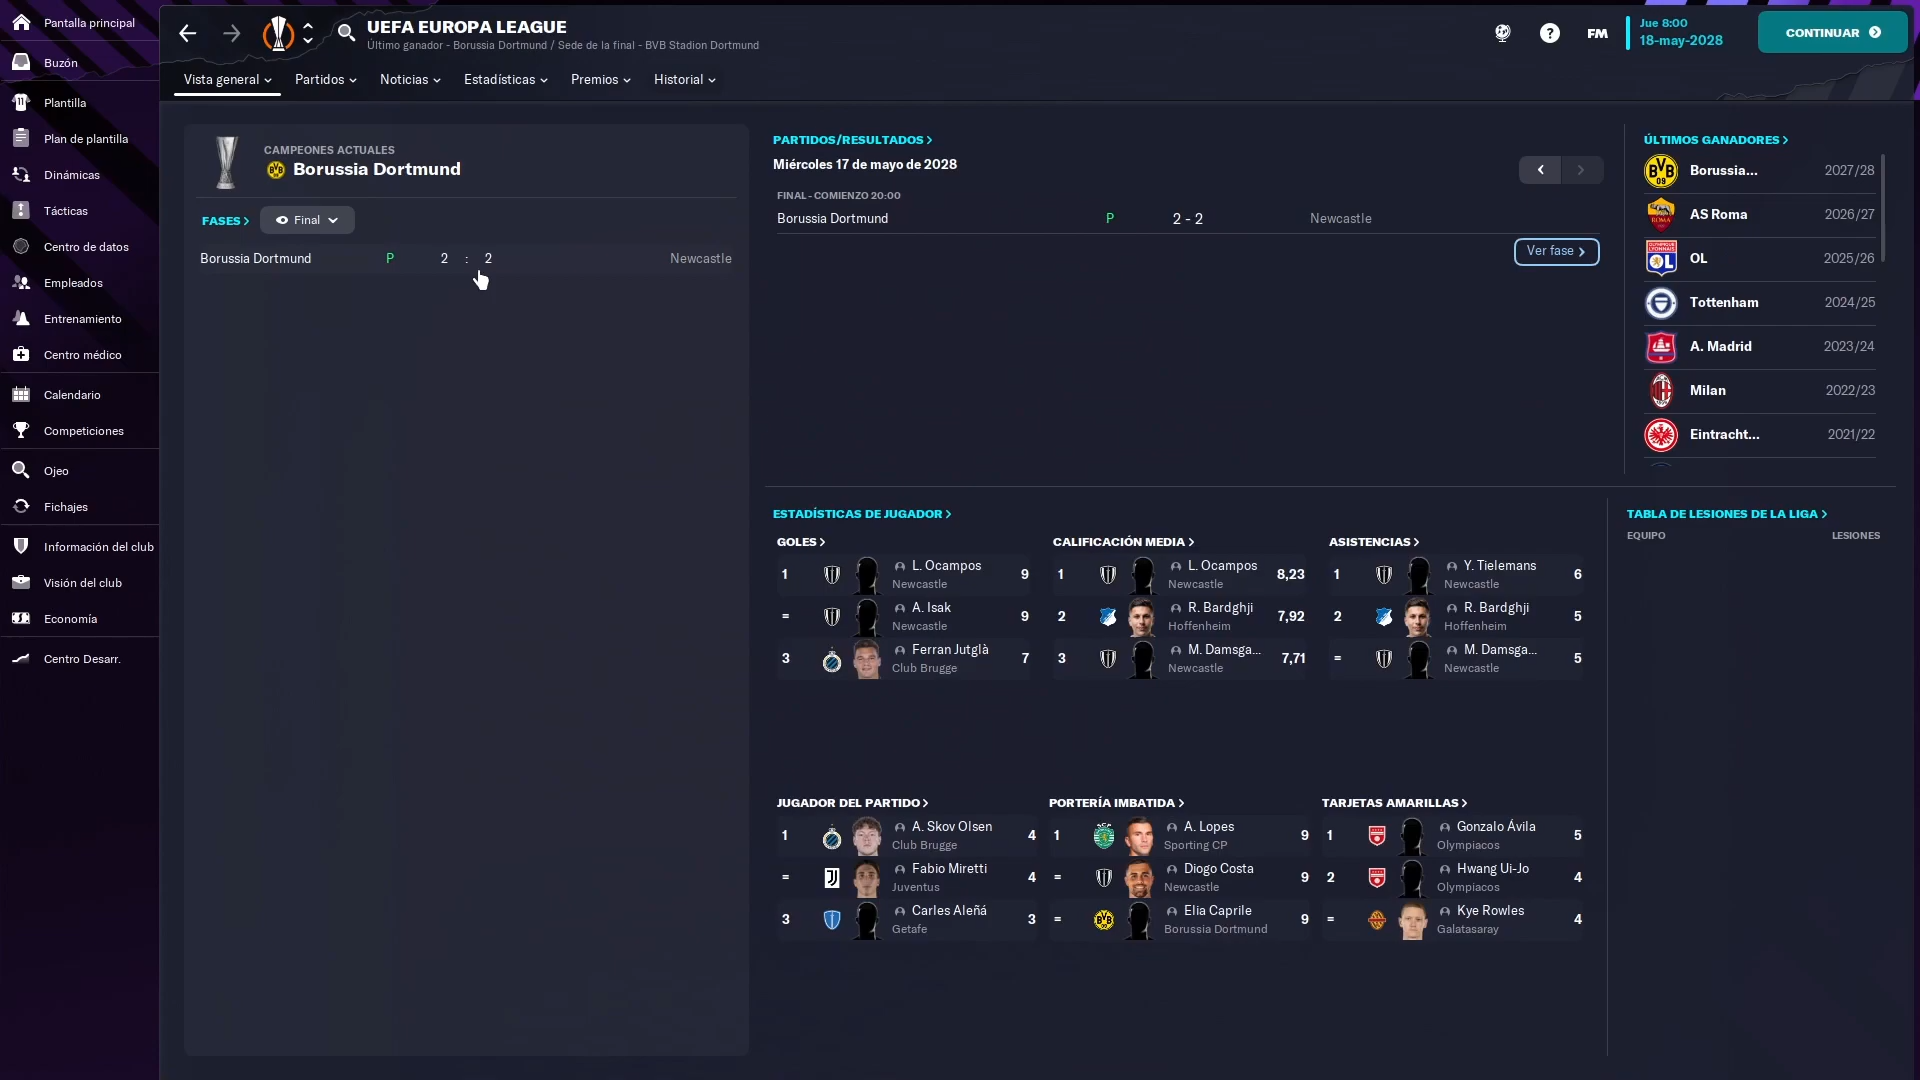 Pantalla principal
Buzón
Plantilla
Plan de plantilla
Dinámicas
Tácticas
Centro de datos
Empleados
Entrenamiento
Centro médico
Calendario
Competiciones
Ojeo
Fichajes
Información del club
Visión del club
Economía
Centro Desarr.
UEFA EUROPA LEAGUE
Último ganador - Borussia Dortmund / Sede de la final - BVB Stadion Dortmund
? FM
Jue 8:00
18-may-2028
CONTINUAR
Vista general Partidos Noticias Estadísticas Premios Historial
CAMPEONES ACTUALES
Borussia Dortmund
FASES Final
Borussia Dortmund P 2 : 2 Newcastle
PARTIDOS/RESULTADOS
Miércoles 17 de mayo de 2028
FINAL - COMIENZO 20:00
Borussia Dortmund P 2 - 2 Newcastle
Ver fase
ÚLTIMOS GANADORES
Borussia... 2027/28
AS Roma 2026/27
OL 2025/26
Tottenham 2024/25
A. Madrid 2023/24
Milan 2022/23
Eintracht... 2021/22
ESTADÍSTICAS DE JUGADOR
GOLES
1 L. Ocampos 9
Newcastle
= A. Isak 9
Newcastle
3 Ferran Jutglà 7
Club Brugge
CALIFICACIÓN MEDIA
1 L. Ocampos 8,23
Newcastle
2 R. Bardghji 7,92
Hoffenheim
3 M. Damsga... 7,71
Newcastle
ASISTENCIAS
1 Y. Tielemans 6
Newcastle
2 R. Bardghji 5
Hoffenheim
= M. Damsga... 5
Newcastle
JUGADOR DEL PARTIDO
1 A. Skov Olsen 4
Club Brugge
= Fabio Miretti 4
Juventus
3 Carles Aleñá 3
Getafe
PORTERÍA IMBATIDA
1 A. Lopes 9
Sporting CP
= Diogo Costa 9
Newcastle
= Elia Caprile 9
Borussia Dortmund
TARJETAS AMARILLAS
1 Gonzalo Ávila 5
Olympiacos
2 Hwang Ui-Jo 4
Olympiacos
= Kye Rowles 4
Galatasaray
TABLA DE LESIONES DE LA LIGA
EQUIPO LESIONES